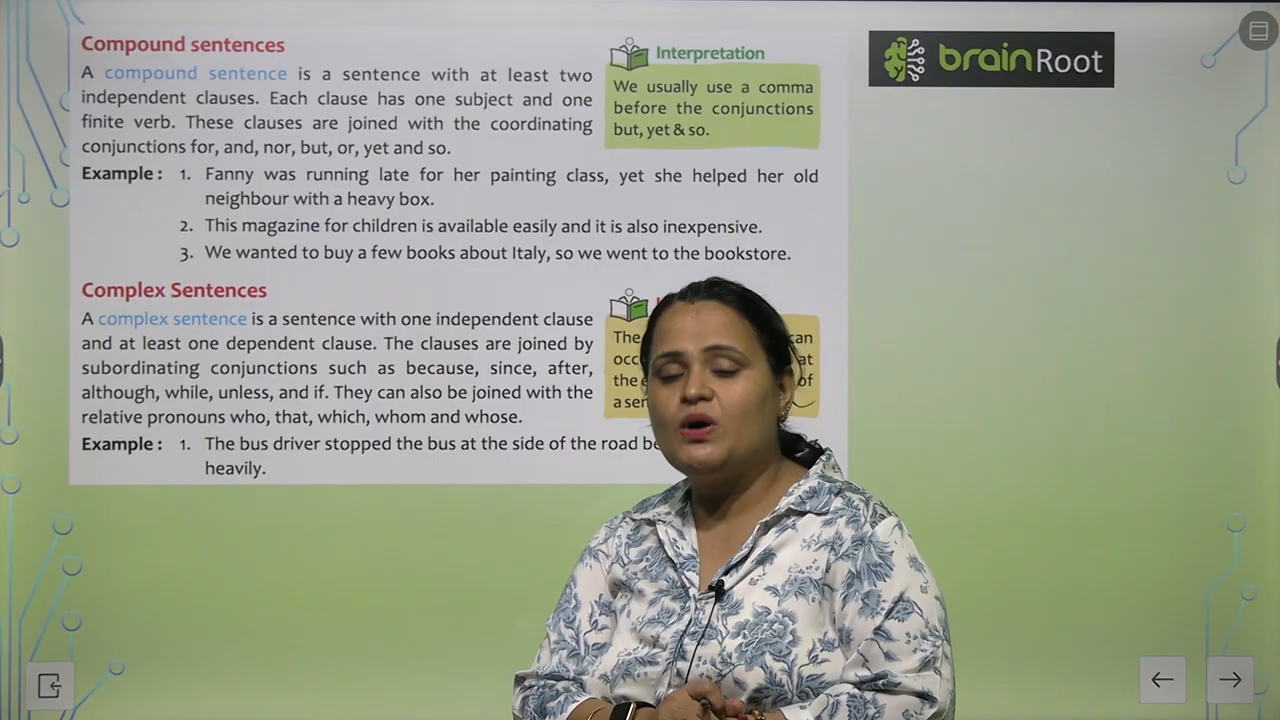 Compound sentences
A compound sentence is a sentence with at least two
independent clauses. Each clause has one subject and one
finite verb. These clauses are joined with the coordinating
conjunctions for, and, nor, but, or, yet and so.
Interpretation
We usually use a comma
before the conjunctions
but, yet & so.
Example : 1. Fanny was running late for her painting class, yet she helped her old
neighbour with a heavy box.
2. This magazine for children is available easily and it is also inexpensive.
3. We wanted to buy a few books about Italy, so we went to the bookstore.
Complex Sentences
A complex sentence is a sentence with one independent clause
and at least one dependent clause. The clauses are joined by
subordinating conjunctions such as because, since, after,
although, while, unless, and if. They can also be joined with the
relative pronouns who, that, which, whom and whose.
The can
at
the of
a
Example : 1. The bus driver stopped the bus at the side of the road
heavily.
brainRoot